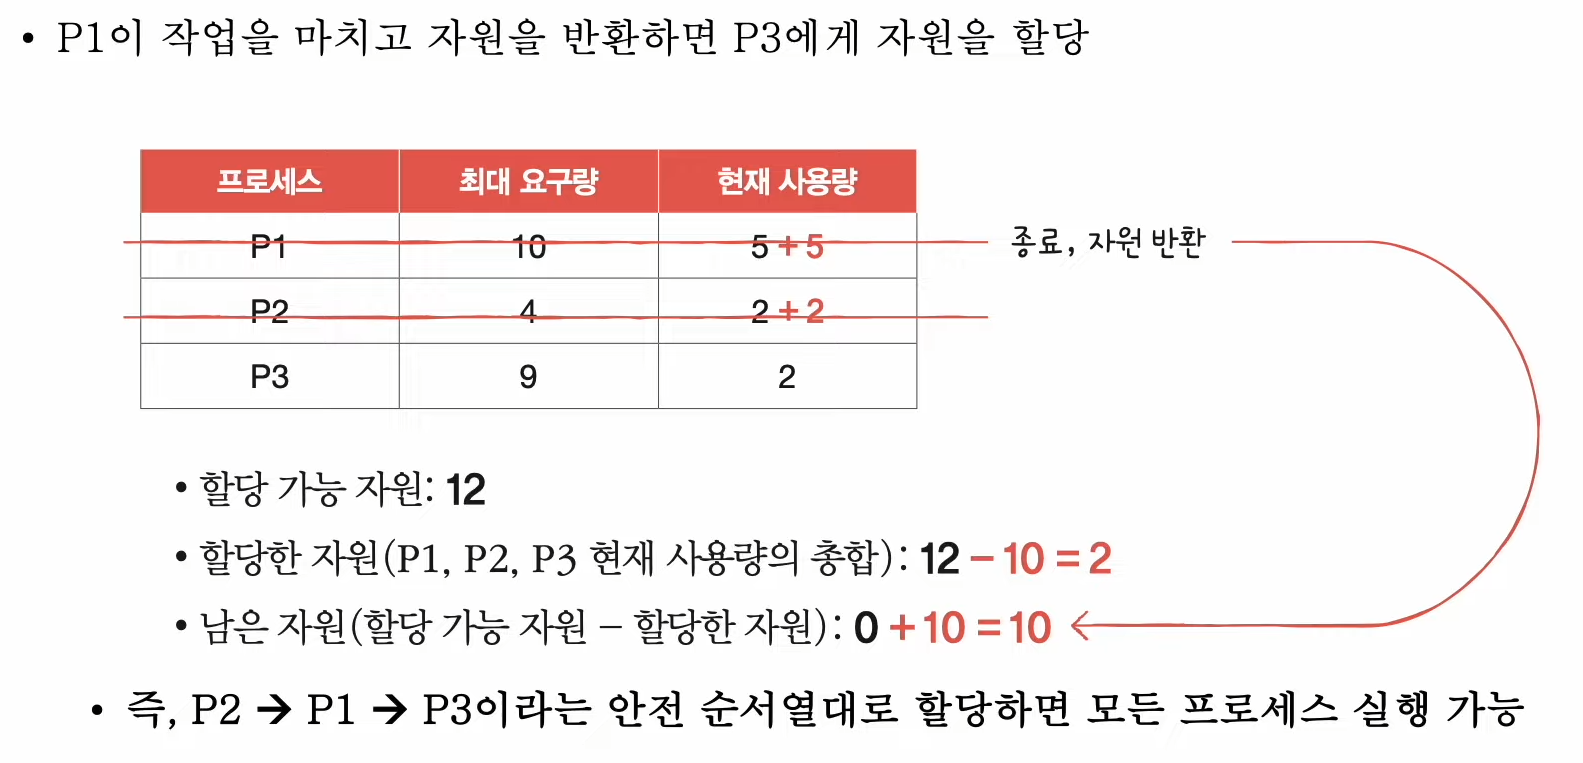 • P1이 작업을 마치고 자원을 반환하면 P3에게 자원을 할당
프로세스 최대 요구량 현재 사용량
P1 10 5 + 5 종료, 자원 반환
P2 4 2 + 2
P3 9 2
• 할당 가능 자원: 12
• 할당한 자원(P1, P2, P3 현재 사용량의 총합): 12 – 10 = 2
• 남은 자원(할당 가능 자원 – 할당한 자원): 0 + 10 = 10
• 즉, P2 → P1 → P3이라는 안전 순서열대로 할당하면 모든 프로세스 실행 가능